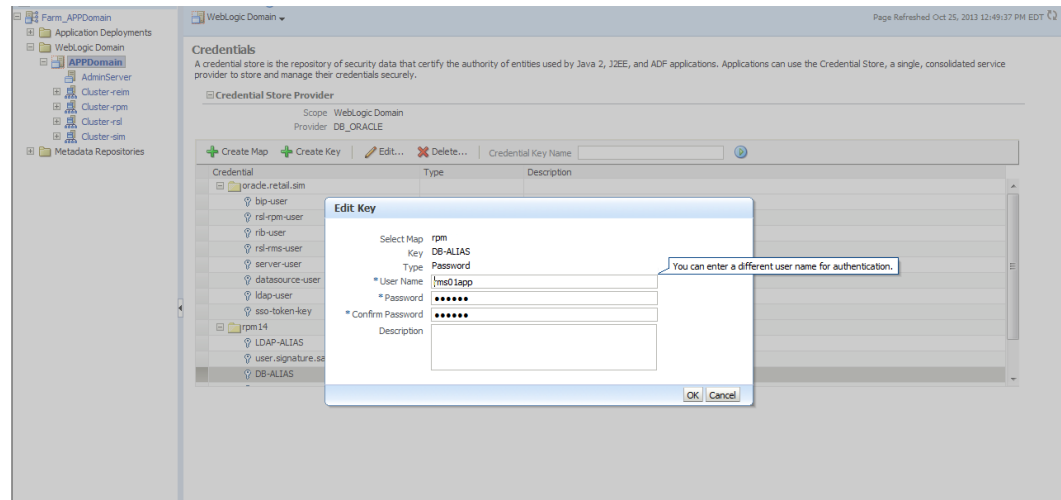 Farm_APPDomain
Application Deployments
WebLogic Domain
APPDomain
AdminServer
Cluster-reim
Cluster-rpm
Cluster-rsl
Cluster-sim
Metadata Repositories
WebLogic Domain
Page Refreshed Oct 25, 2013 12:49:37 PM EDT
Credentials
A credential store is the repository of security data that certify the authority of entities used by Java 2, J2EE, and ADF applications. Applications can use the Credential Store, a single, consolidated service
provider to store and manage their credentials securely.
Credential Store Provider
Scope WebLogic Domain
Provider DB_ORACLE
Create Map Create Key Edit... Delete... Credential Key Name
Credential Type Description
oracle.retail.sim
bip-user
rsl-rpm-user
rib-user
rsl-rms-user
server-user
datasource-user
ldap-user
sso-token-key
rpm14
LDAP-ALIAS
user.signature.sa
DB-ALIAS
Edit Key
Select Map rpm
Key DB-ALIAS
Type Password
* User Name rms01app
* Password ••••••
* Confirm Password ••••••
Description
You can enter a different user name for authentication.
OK Cancel